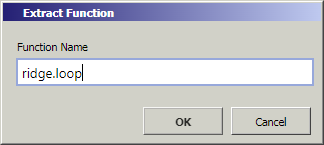 Extract Function
Function Name
ridge.loop
OK
Cancel